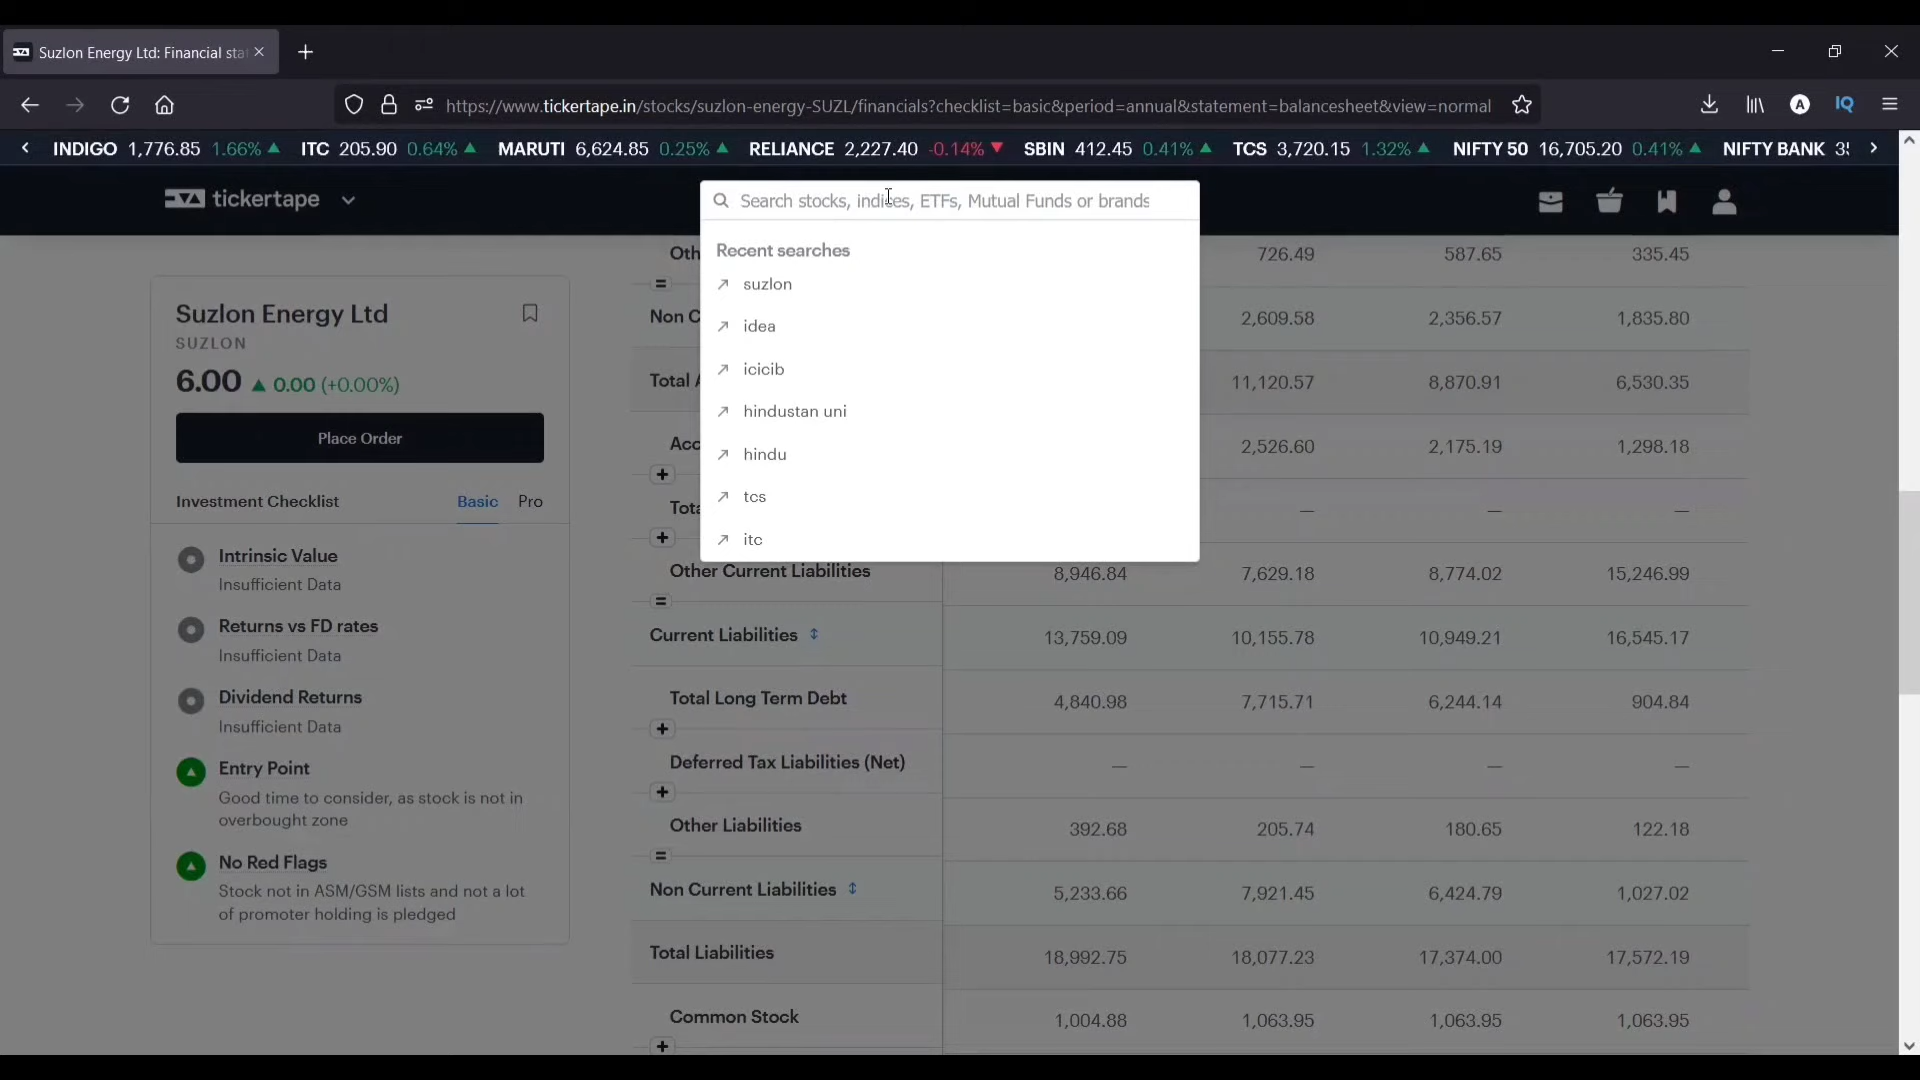 Suzlon Energy Ltd: Financial sta
https://www.tickertape.in/stocks/suzlon-energy-SUZL/financials?checklist=basic&period=annual&statement=balancesheet&view=normal
A IQ
INDIGO 1,776.85 1.66% ITC 205.90 0.64% MARUTI 6,624.85 0.25% RELIANCE 2,227.40 -0.14% SBIN 412.45 0.41% TCS 3,720.15 1.32% NIFTY 50 16,705.20 0.41% NIFTY BANK
tickertape
Search stocks, indices, ETFs, Mutual Funds or brands
Recent searches
suzlon
idea
icicib
hindustan uni
hindu
tcs
itc
Suzlon Energy Ltd
SUZLON
6.00 0.00 (+0.00%)
Place Order
Investment Checklist Basic Pro
Intrinsic Value
Insufficient Data
Returns vs FD rates
Insufficient Data
Dividend Returns
Insufficient Data
Entry Point
Good time to consider, as stock is not in
overbought zone
No Red Flags
Stock not in ASM/GSM lists and not a lot
of promoter holding is pledged
Oth 726.49 587.65 335.45
Non C 2,609.58 2,356.57 1,835.80
Total A 11,120.57 8,870.91 6,530.35
Acc 2,526.60 2,175.19 1,298.18
Tota — — —
Other Current Liabilities 8,946.84 7,629.18 8,774.02 15,246.99
Current Liabilities 13,759.09 10,155.78 10,949.21 16,545.17
Total Long Term Debt 4,840.98 7,715.71 6,244.14 904.84
Deferred Tax Liabilities (Net) — — — —
Other Liabilities 392.68 205.74 180.65 122.18
Non Current Liabilities 5,233.66 7,921.45 6,424.79 1,027.02
Total Liabilities 18,992.75 18,077.23 17,374.00 17,572.19
Common Stock 1,004.88 1,063.95 1,063.95 1,063.95